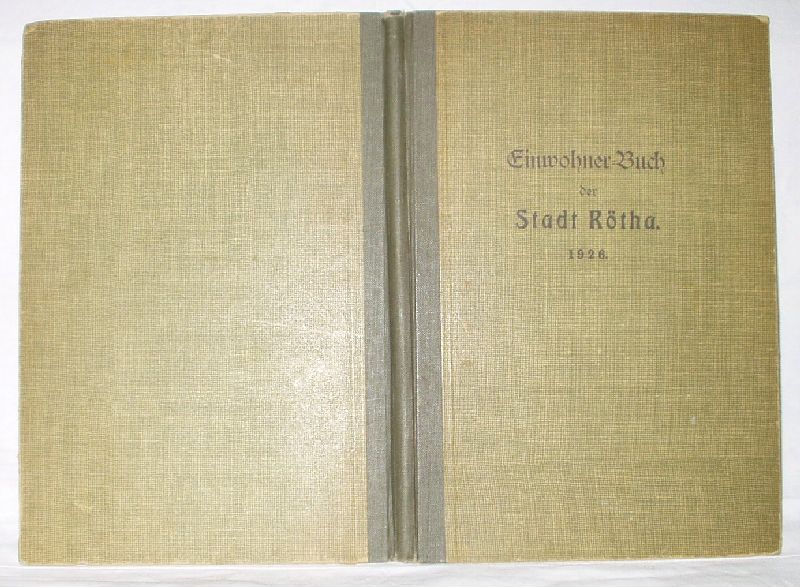 Einwohner-Buch
der
Stadt Rötha.
1926.